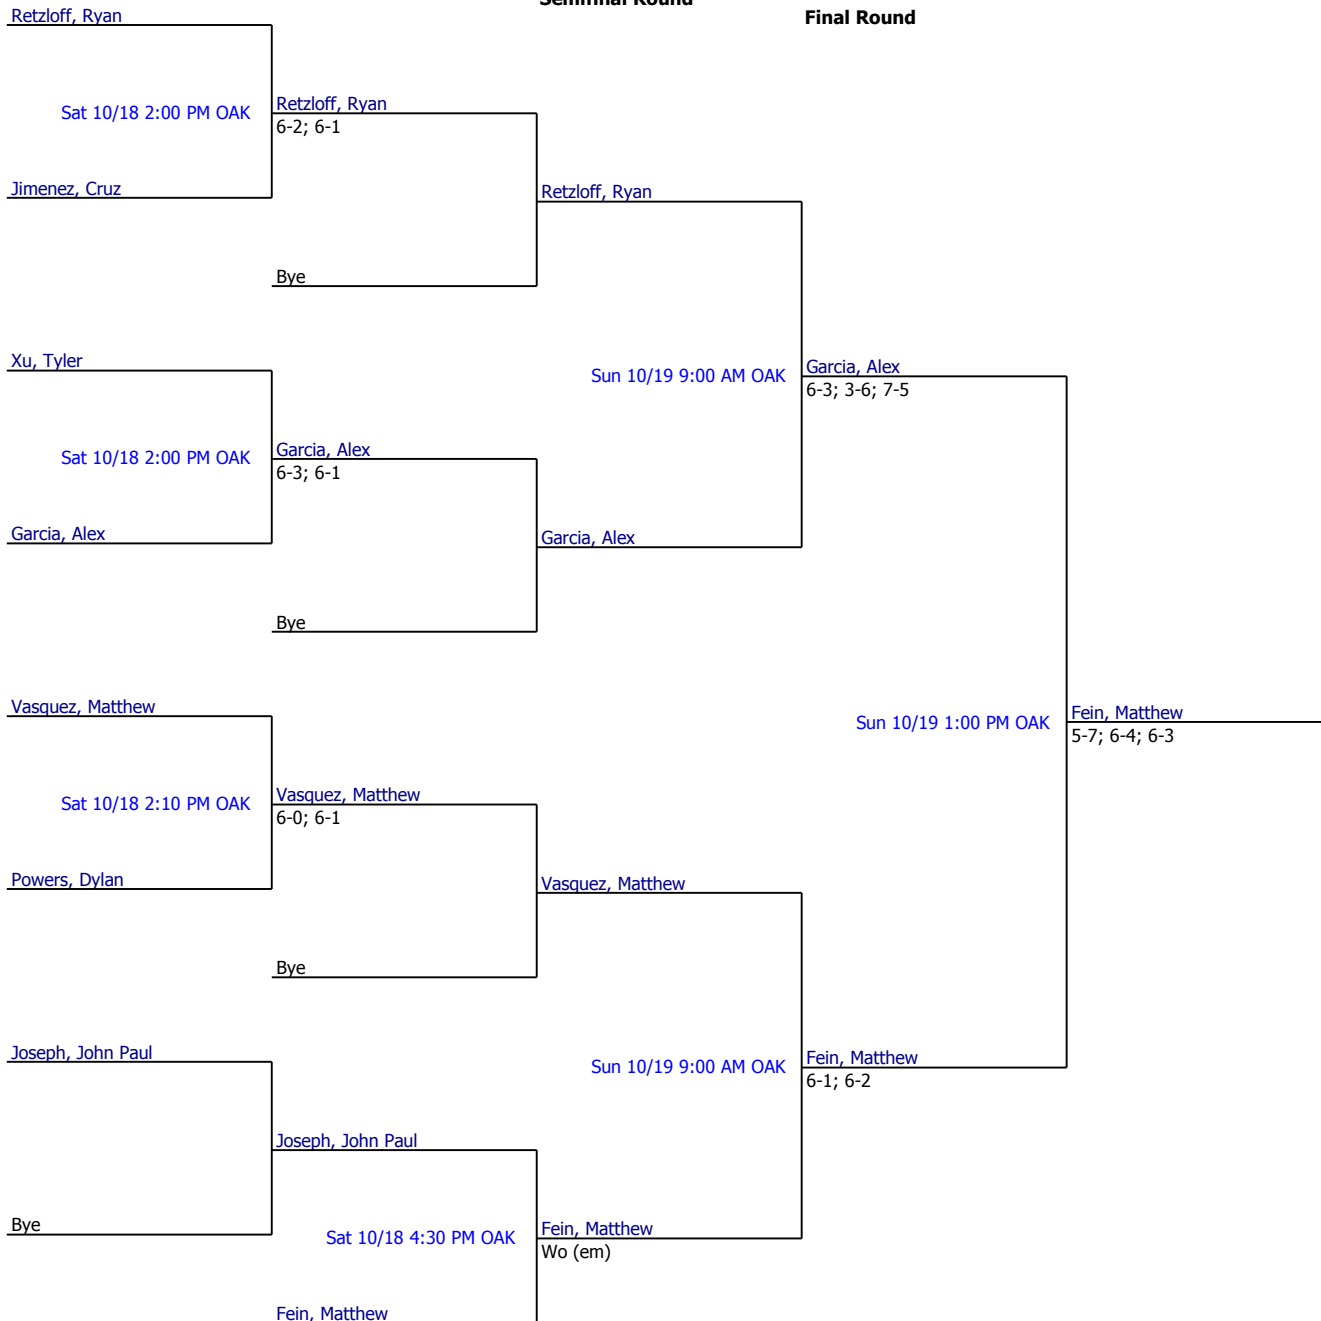 Semifinal Round
Final Round
Retzloff, Ryan
Sat 10/18 2:00 PM OAK
Retzloff, Ryan
6-2; 6-1
Jimenez, Cruz
Retzloff, Ryan
Bye
Xu, Tyler
Sun 10/19 9:00 AM OAK
Garcia, Alex
6-3; 3-6; 7-5
Sat 10/18 2:00 PM OAK
Garcia, Alex
6-3; 6-1
Garcia, Alex
Garcia, Alex
Bye
Vasquez, Matthew
Sun 10/19 1:00 PM OAK
Fein, Matthew
5-7; 6-4; 6-3
Sat 10/18 2:10 PM OAK
Vasquez, Matthew
6-0; 6-1
Powers, Dylan
Vasquez, Matthew
Bye
Joseph, John Paul
Sun 10/19 9:00 AM OAK
Fein, Matthew
6-1; 6-2
Joseph, John Paul
Bye
Sat 10/18 4:30 PM OAK
Fein, Matthew
Wo (em)
Fein, Matthew